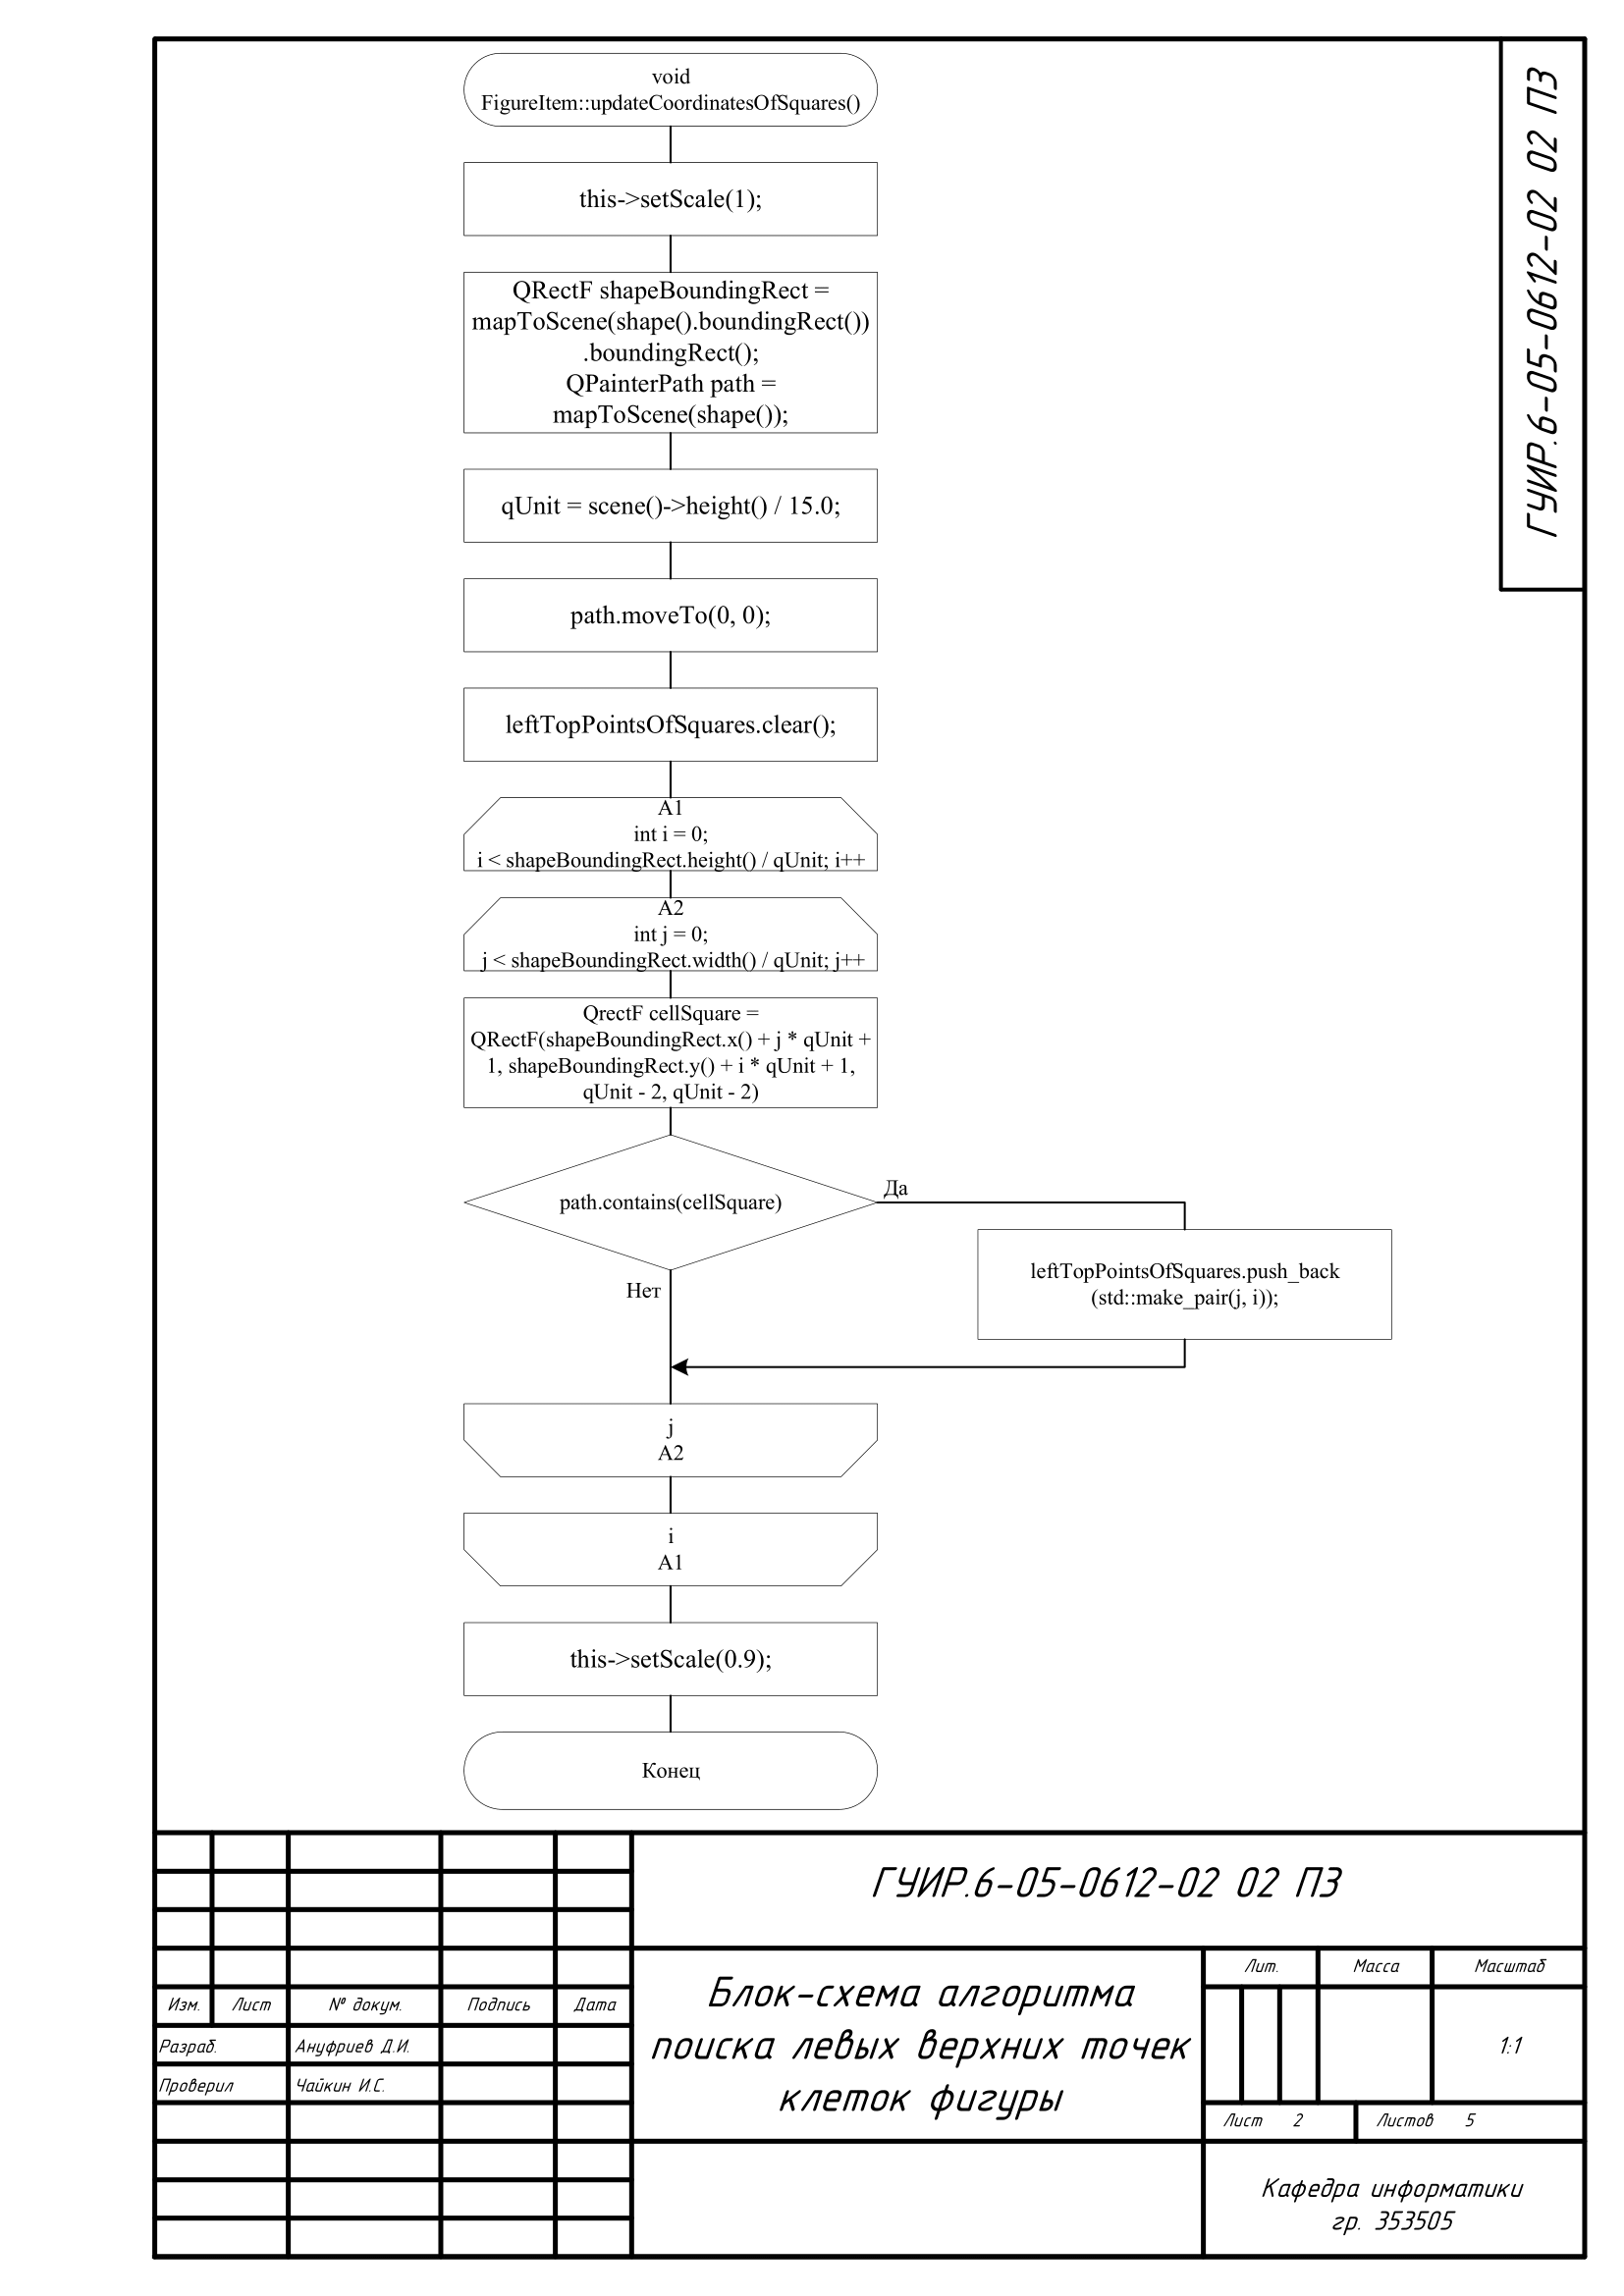 void
FigureItem::updateCoordinatesOfSquares()
this->setScale(1);
QRectF shapeBoundingRect =
mapToScene(shape().boundingRect())
.boundingRect();
QPainterPath path =
mapToScene(shape());
qUnit = scene()->height() / 15.0;
path.moveTo(0, 0);
leftTopPointsOfSquares.clear();
A1
int i = 0;
i < shapeBoundingRect.height() / qUnit; i++
A2
int j = 0;
j < shapeBoundingRect.width() / qUnit; j++
QrectF cellSquare =
QRectF(shapeBoundingRect.x() + j * qUnit +
1, shapeBoundingRect.y() + i * qUnit + 1,
qUnit - 2, qUnit - 2)
path.contains(cellSquare)
Да
Нет
leftTopPointsOfSquares.push_back
(std::make_pair(j, i));
j
A2
i
A1
this->setScale(0.9);
Конец
ГУИР.6-05-0612-02 02 ПЗ
ГУИР.6-05-0612-02 02 ПЗ
Блок-схема алгоритма
поиска левых верхних точек
клеток фигуры
Лит. Масса Масштаб
1:1
Лист 2 Листов 5
Изм. Лист № докум. Подпись Дата
Разраб. Ануфриев Д.И.
Проверил Чайкин И.С.
Кафедра информатики
гр. 353505